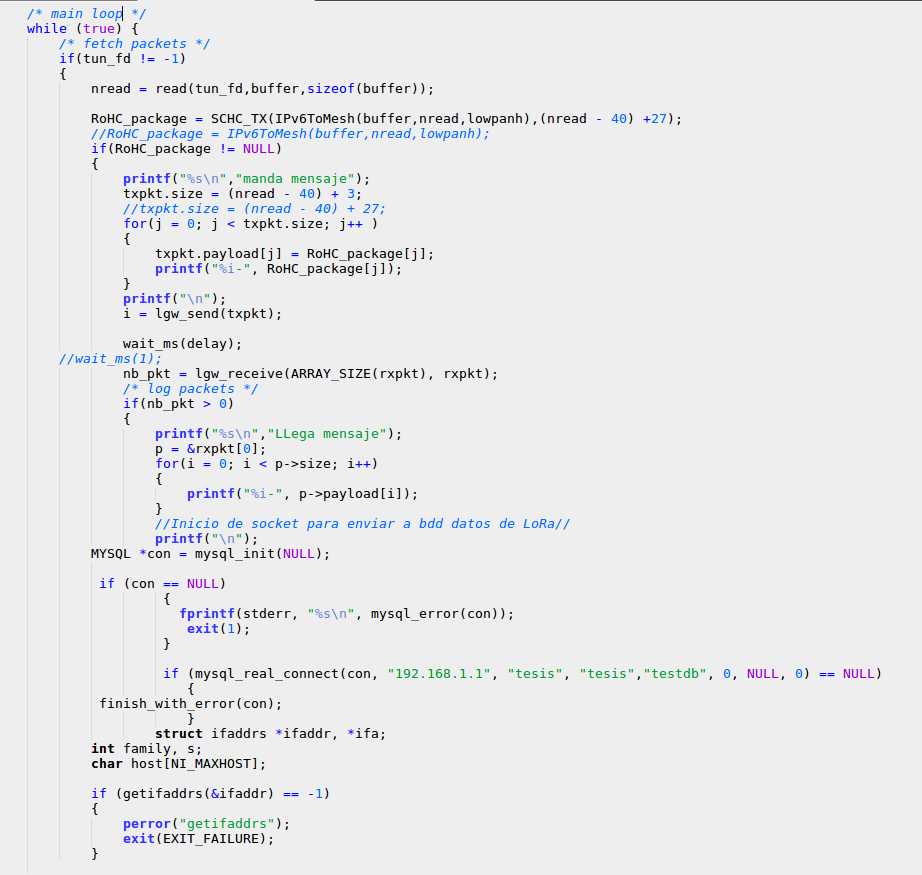 /* main loop */
while (true) {
/* fetch packets */
if(tun_fd != -1)
{
nread = read(tun_fd,buffer,sizeof(buffer));
RoHC_package = SCHC_TX(IPv6ToMesh(buffer,nread,lowpanh),(nread - 40) +27);
//RoHC_package = IPv6ToMesh(buffer,nread,lowpanh);
if(RoHC_package != NULL)
{
printf("%s\n","manda mensaje");
txpkt.size = (nread - 40) + 3;
//txpkt.size = (nread - 40) + 27;
for(j = 0; j < txpkt.size; j++ )
{
txpkt.payload[j] = RoHC_package[j];
printf("%i-", RoHC_package[j]);
}
printf("\n");
i = lgw_send(txpkt);
wait_ms(delay);
//wait_ms(1);
nb_pkt = lgw_receive(ARRAY_SIZE(rxpkt), rxpkt);
/* log packets */
if(nb_pkt > 0)
{
printf("%s\n","LLega mensaje");
p = &rxpkt[0];
for(i = 0; i < p->size; i++)
{
printf("%i-", p->payload[i]);
}
//Inicio de socket para enviar a bdd datos de LoRa//
printf("\n");
MYSQL *con = mysql_init(NULL);
if (con == NULL)
{
fprintf(stderr, "%s\n", mysql_error(con));
exit(1);
}
if (mysql_real_connect(con, "192.168.1.1", "tesis", "tesis","testdb", 0, NULL, 0) == NULL)
{
finish_with_error(con);
}
struct ifaddrs *ifaddr, *ifa;
int family, s;
char host[NI_MAXHOST];
if (getifaddrs(&ifaddr) == -1)
{
perror("getifaddrs");
exit(EXIT_FAILURE);
}